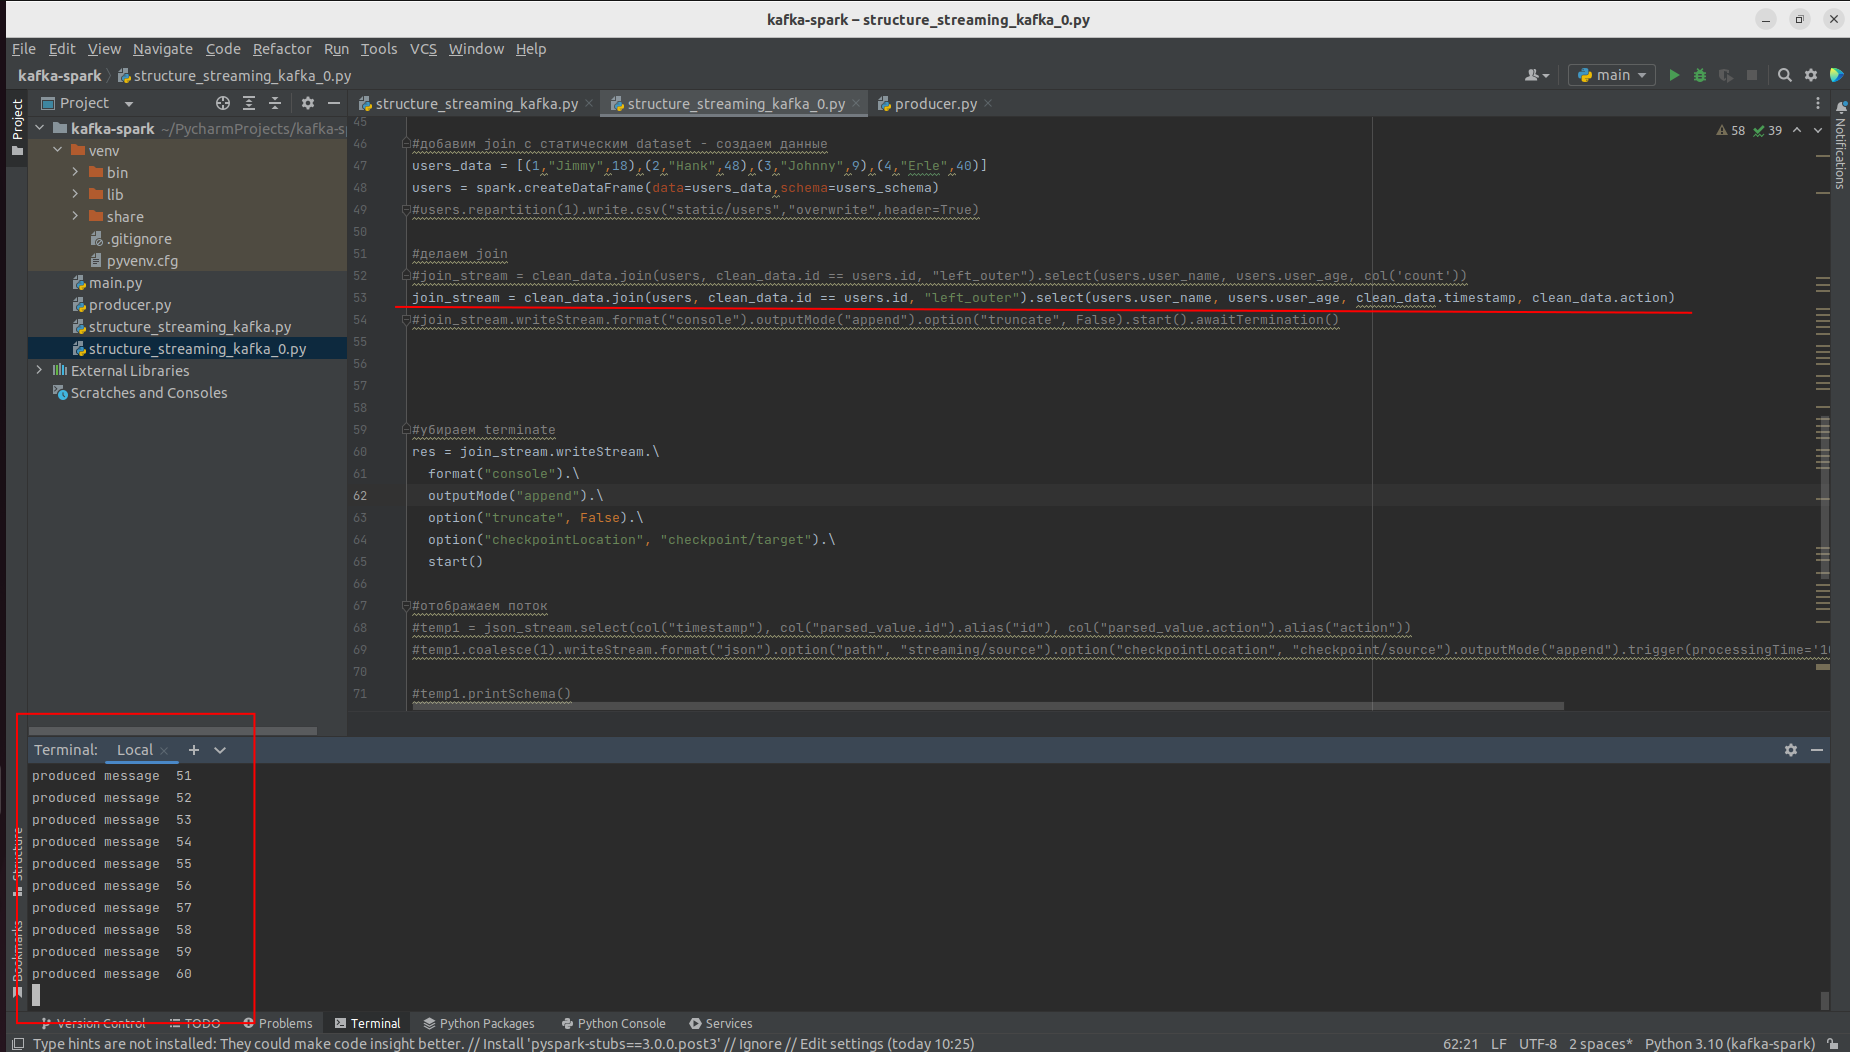 kafka-spark – structure_streaming_kafka_0.py
File Edit View Navigate Code Refactor Run Tools VCS Window Help
kafka-spark structure_streaming_kafka_0.py main
Project
Project
structure_streaming_kafka.py structure_streaming_kafka_0.py producer.py
Notifications
kafka-spark ~/PycharmProjects/kafka-s
venv
bin
lib
share
.gitignore
pyvenv.cfg
main.py
producer.py
structure_streaming_kafka.py
structure_streaming_kafka_0.py
External Libraries
Scratches and Consoles
58 39
45
46 #добавим join с статическим dataset - создаем данные
47 users_data = [(1,"Jimmy",18),(2,"Hank",48),(3,"Johnny",9),(4,"Erle",40)]
48 users = spark.createDataFrame(data=users_data,schema=users_schema)
49 #users.repartition(1).write.csv("static/users","overwrite",header=True)
50
51 #делаем join
52 #join_stream = clean_data.join(users, clean_data.id == users.id, "left_outer").select(users.user_name, users.user_age, col('count'))
53 join_stream = clean_data.join(users, clean_data.id == users.id, "left_outer").select(users.user_name, users.user_age, clean_data.timestamp, clean_data.action)
54 #join_stream.writeStream.format("console").outputMode("append").option("truncate", False).start().awaitTermination()
55
56
57
58
59 #убираем terminate
60 res = join_stream.writeStream.\
61 format("console").\
62 outputMode("append").\
63 option("truncate", False).\
64 option("checkpointLocation", "checkpoint/target").\
65 start()
66
67 #отображаем поток
68 #temp1 = json_stream.select(col("timestamp"), col("parsed_value.id").alias("id"), col("parsed_value.action").alias("action"))
69 #temp1.coalesce(1).writeStream.format("json").option("path", "streaming/source").option("checkpointLocation", "checkpoint/source").outputMode("append").trigger(processingTime='10
70
71 #temp1.printSchema()
Terminal: Local
produced message 51
produced message 52
produced message 53
produced message 54
produced message 55
produced message 56
produced message 57
produced message 58
produced message 59
produced message 60
Structure
Bookmarks
Version Control TODO Problems Terminal Python Packages Python Console Services
Type hints are not installed: They could make code insight better. // Install 'pyspark-stubs==3.0.0.post3' // Ignore // Edit settings (today 10:25) 62:21 LF UTF-8 2 spaces* Python 3.10 (kafka-spark)